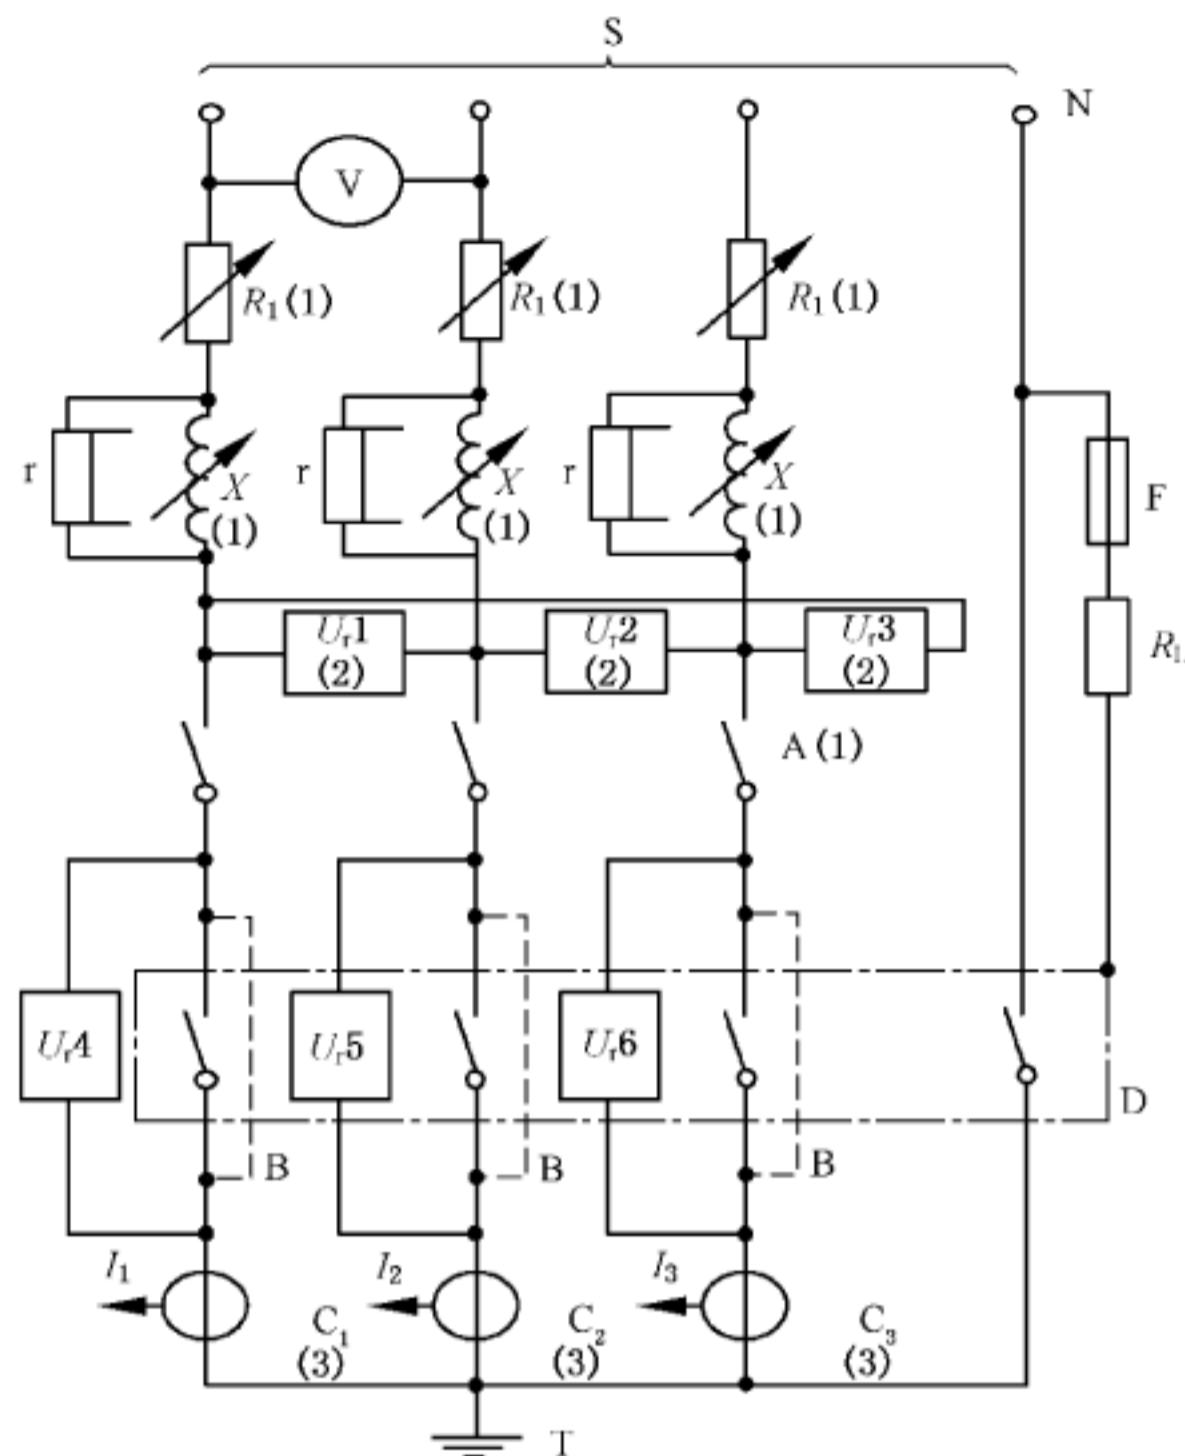 S
N
V
R₁(1) R₁(1) R₁(1)
r X r X r X
(1) (1) (1)
F
Uᵣ1 Uᵣ2 Uᵣ3
(2) (2) (2)
A(1)
Uᵣ4 Uᵣ5 Uᵣ6
D
B B B
I₁ I₂ I₃
C₁ C₂ C₃
(3) (3) (3)
T